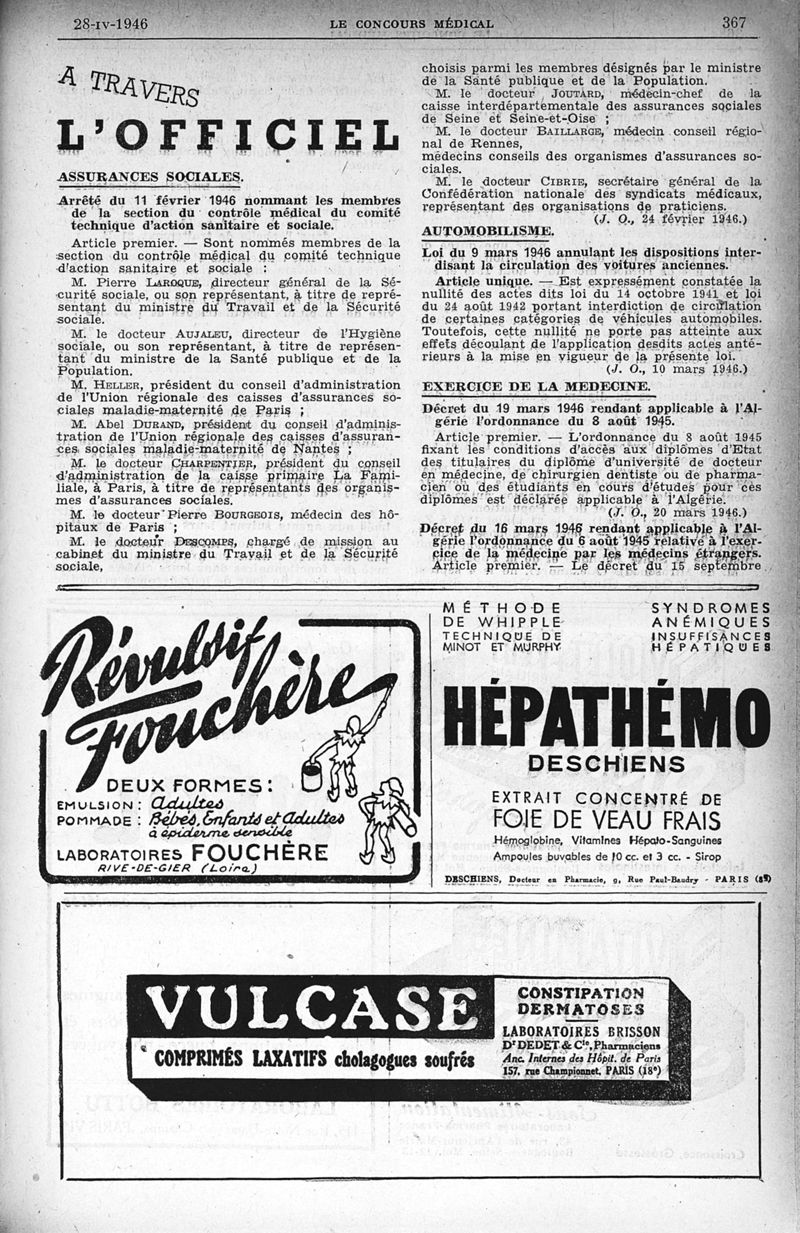 28-IV-1946
LE CONCOURS MÉDICAL
367
A TRAVERS
L'OFFICIEL
ASSURANCES SOCIALES.
Arrêté du 11 février 1946 nommant les membres
de la section du contrôle médical du comité
technique d'action sanitaire et sociale.
Article premier. — Sont nommés membres de la
section du contrôle médical du comité technique
d'action sanitaire et sociale :
M. Pierre LAROQUE, directeur général de la Sé-
curité sociale, ou son représentant, à titre de repré-
sentant du ministre du Travail et de la Sécurité
sociale.
M. le docteur AUJALEU, directeur de l'Hygiène
sociale, ou son représentant, à titre de représen-
tant du ministre de la Santé publique et de la
Population.
M. HELLER, président du conseil d'administration
de l'Union régionale des caisses d'assurances so-
ciales maladie-maternité de Paris ;
M. Abel DURAND, président du conseil d'adminis-
tration de l'Union régionale des caisses d'assuran-
ces sociales maladie-maternité de Nantes ;
M. le docteur CHARPENTIER, président du conseil
d'administration de la caisse primaire La Fami-
liale, à Paris, à titre de représentants des organis-
mes d'assurances sociales.
M. le docteur Pierre BOURGEOIS, médecin des hô-
pitaux de Paris ;
M. le docteur DESCOMES, chargé de mission au
cabinet du ministre du Travail et de la Sécurité
sociale,
choisis parmi les membres désignés par le ministre
de la Santé publique et de la Population.
M. le docteur JOUTARD, médecin-chef de la
caisse interdépartementale des assurances sociales
de Seine et Seine-et-Oise ;
M. le docteur BAILLARGE, médecin conseil régio-
nal de Rennes,
médecins conseils des organismes d'assurances so-
ciales.
M. le docteur CIBRIE, secrétaire général de la
Confédération nationale des syndicats médicaux,
représentant des organisations de praticiens.
(J. O., 24 février 1946.)
AUTOMOBILISME.
Loi du 9 mars 1946 annulant les dispositions inter-
disant la circulation des voitures anciennes.
Article unique. — Est expressément constatée la
nullité des actes dits loi du 14 octobre 1941 et loi
du 24 août 1942 portant interdiction de circulation
de certaines catégories de véhicules automobiles.
Toutefois, cette nullité ne porte pas atteinte aux
effets découlant de l'application desdits actes anté-
rieurs à la mise en vigueur de la présente loi.
(J. O., 10 mars 1946.)
EXERCICE DE LA MEDECINE.
Décret du 19 mars 1946 rendant applicable à l'Al-
gérie l'ordonnance du 8 août 1945.
Article premier. — L'ordonnance du 8 août 1945
fixant les conditions d'accès aux diplômes d'Etat
des titulaires du diplôme d'université de docteur
en médecine, de chirurgien dentiste ou de pharma-
cien ou des étudiants en cours d'études pour ces
diplômes est déclarée applicable à l'Algérie.
(J. O., 20 mars 1946.)
Décret du 16 mars 1946 rendant applicable à l'Al-
gérie l'ordonnance du 6 août 1945 relative à l'exer-
cice de la médecine par les médecins étrangers.
Article premier. — Le décret du 15 septembre
Révulsif
Fouchère
DEUX FORMES :
EMULSION : Adultes
POMMADE : Bébés, Enfants et Adultes
à épiderme sensible
LABORATOIRES FOUCHÈRE
RIVE-DE-GIER (Loire)
MÉTHODE
DE WHIPPLE
TECHNIQUE DE
MINOT ET MURPHY
SYNDROMES
ANÉMIQUES
INSUFFISANCES
HÉPATIQUES
HÉPATHÉMO
DESCHIENS
EXTRAIT CONCENTRÉ DE
FOIE DE VEAU FRAIS
Hémoglobine, Vitamines Hépato-Sanguines
Ampoules buvables de 10 cc. et 3 cc. - Sirop
DESCHIENS, Docteur en Pharmacie, 9, Rue Paul-Baudry - PARIS (8e)
VULCASE
COMPRIMÉS LAXATIFS cholagogues soufrés
CONSTIPATION
DERMATOSES
LABORATOIRES BRISSON
Dr DEDET & Cie, Pharmaciens
Anc. Internes des Hôpit. de Paris
157, rue Championnet, PARIS (18e)